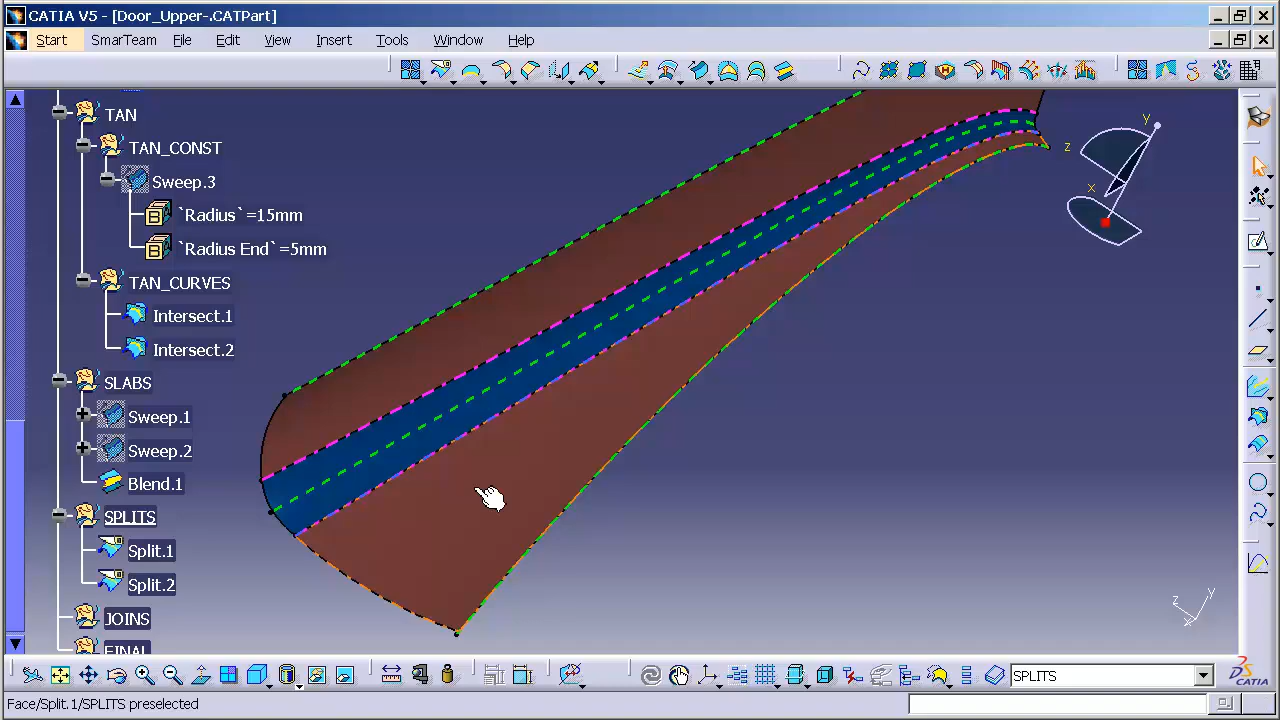 CATIA V5 - [Door_Upper-.CATPart]
Start SmarTeam File Edit View Insert Tools Window Help
TAN
TAN_CONST
Sweep.3
`Radius`=15mm
`Radius End`=5mm
TAN_CURVES
Intersect.1
Intersect.2
SLABS
Sweep.1
Sweep.2
Blend.1
SPLITS
Split.1
Split.2
JOINS
FINAL
y
z
x
z y
x
SPLITS
CATIA
Face/Split.1/SPLITS preselected